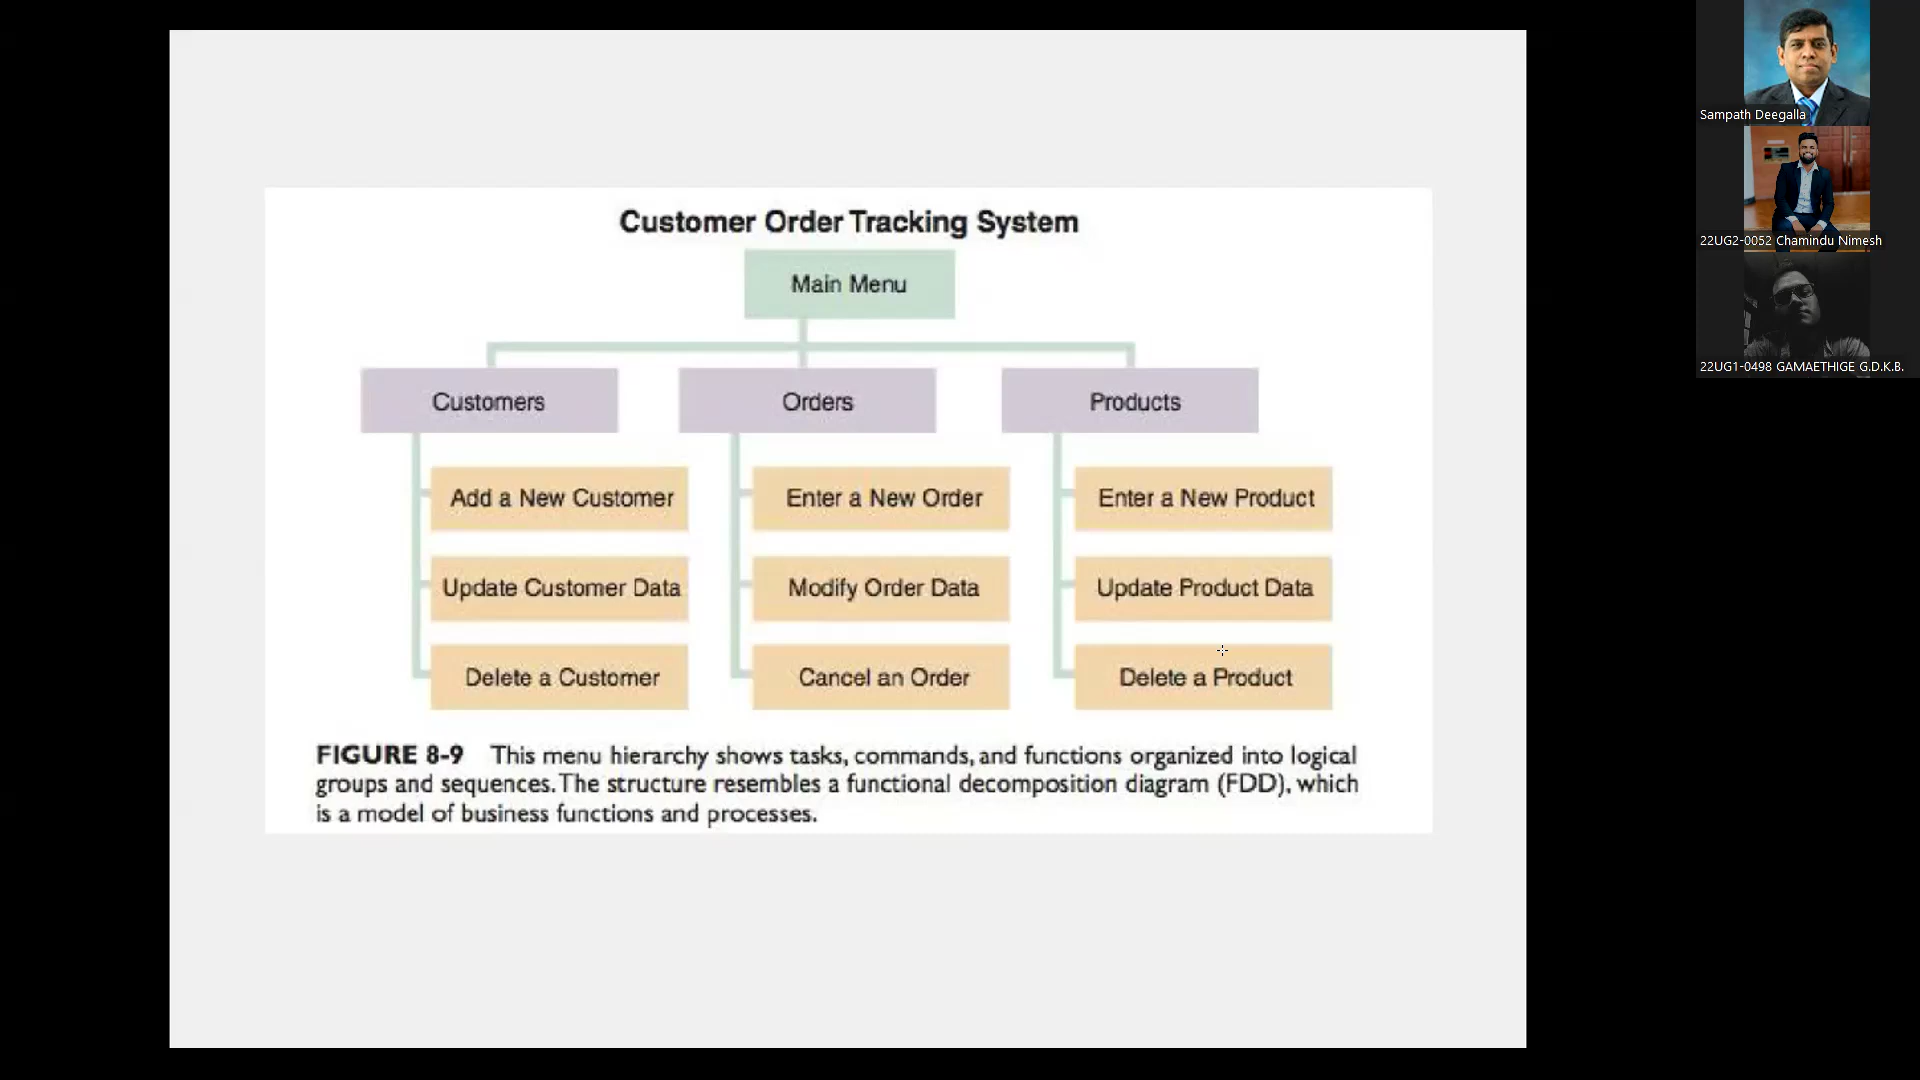 Customer Order Tracking System
Main Menu
Customers
Orders
Products
Add a New Customer
Enter a New Order
Enter a New Product
Update Customer Data
Modify Order Data
Update Product Data
Delete a Customer
Cancel an Order
Delete a Product
FIGURE 8-9 This menu hierarchy shows tasks, commands, and functions organized into logical
groups and sequences. The structure resembles a functional decomposition diagram (FDD), which
is a model of business functions and processes.
Sampath Deegalla
22UG2-0052 Chamindu Nimesh
22UG1-0498 GAMAETHIGE G.D.K.B.